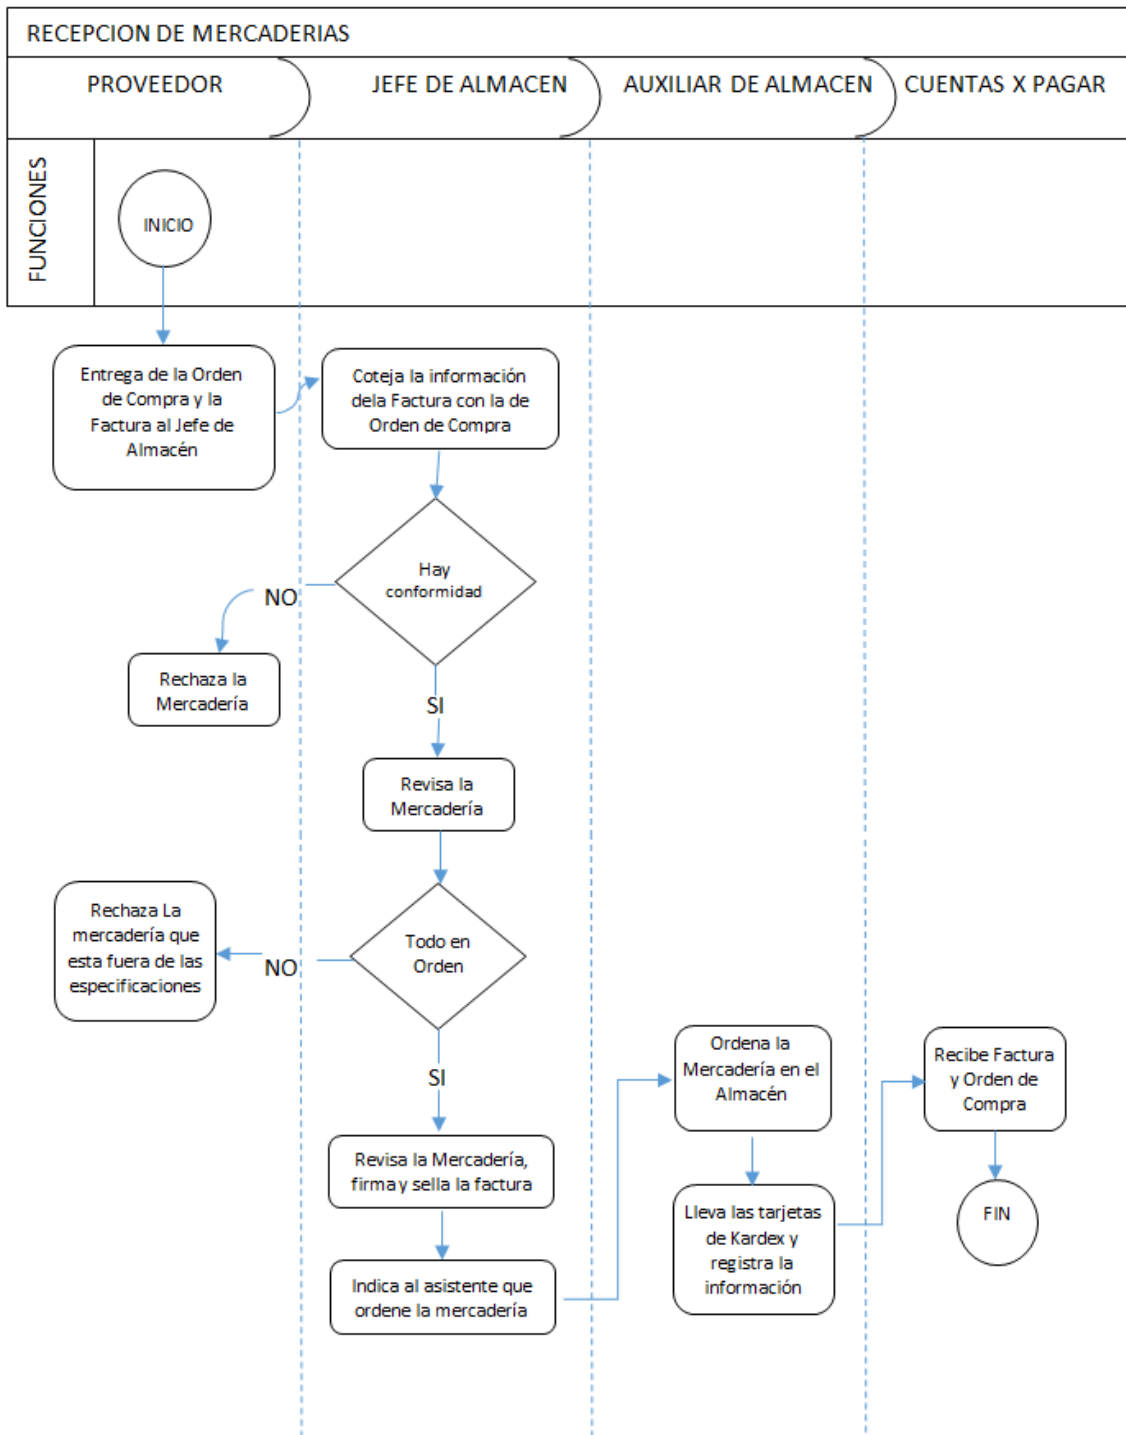 RECEPCION DE MERCADERIAS
PROVEEDOR
JEFE DE ALMACEN
AUXILIAR DE ALMACEN
CUENTAS X PAGAR
FUNCIONES
INICIO
Entrega de la Orden
de Compra y la
Factura al Jefe de
Almacén
Coteja la información
dela Factura con la de
Orden de Compra
Hay
conformidad
NO
Rechaza la
Mercadería
SI
Revisa la
Mercadería
Todo en
Orden
NO
Rechaza La
mercadería que
esta fuera de las
especificaciones
SI
Revisa la Mercadería,
firma y sella la factura
Indica al asistente que
ordene la mercadería
Ordena la
Mercadería en el
Almacén
Lleva las tarjetas
de Kardex y
registra la
información
Recibe Factura
y Orden de
Compra
FIN